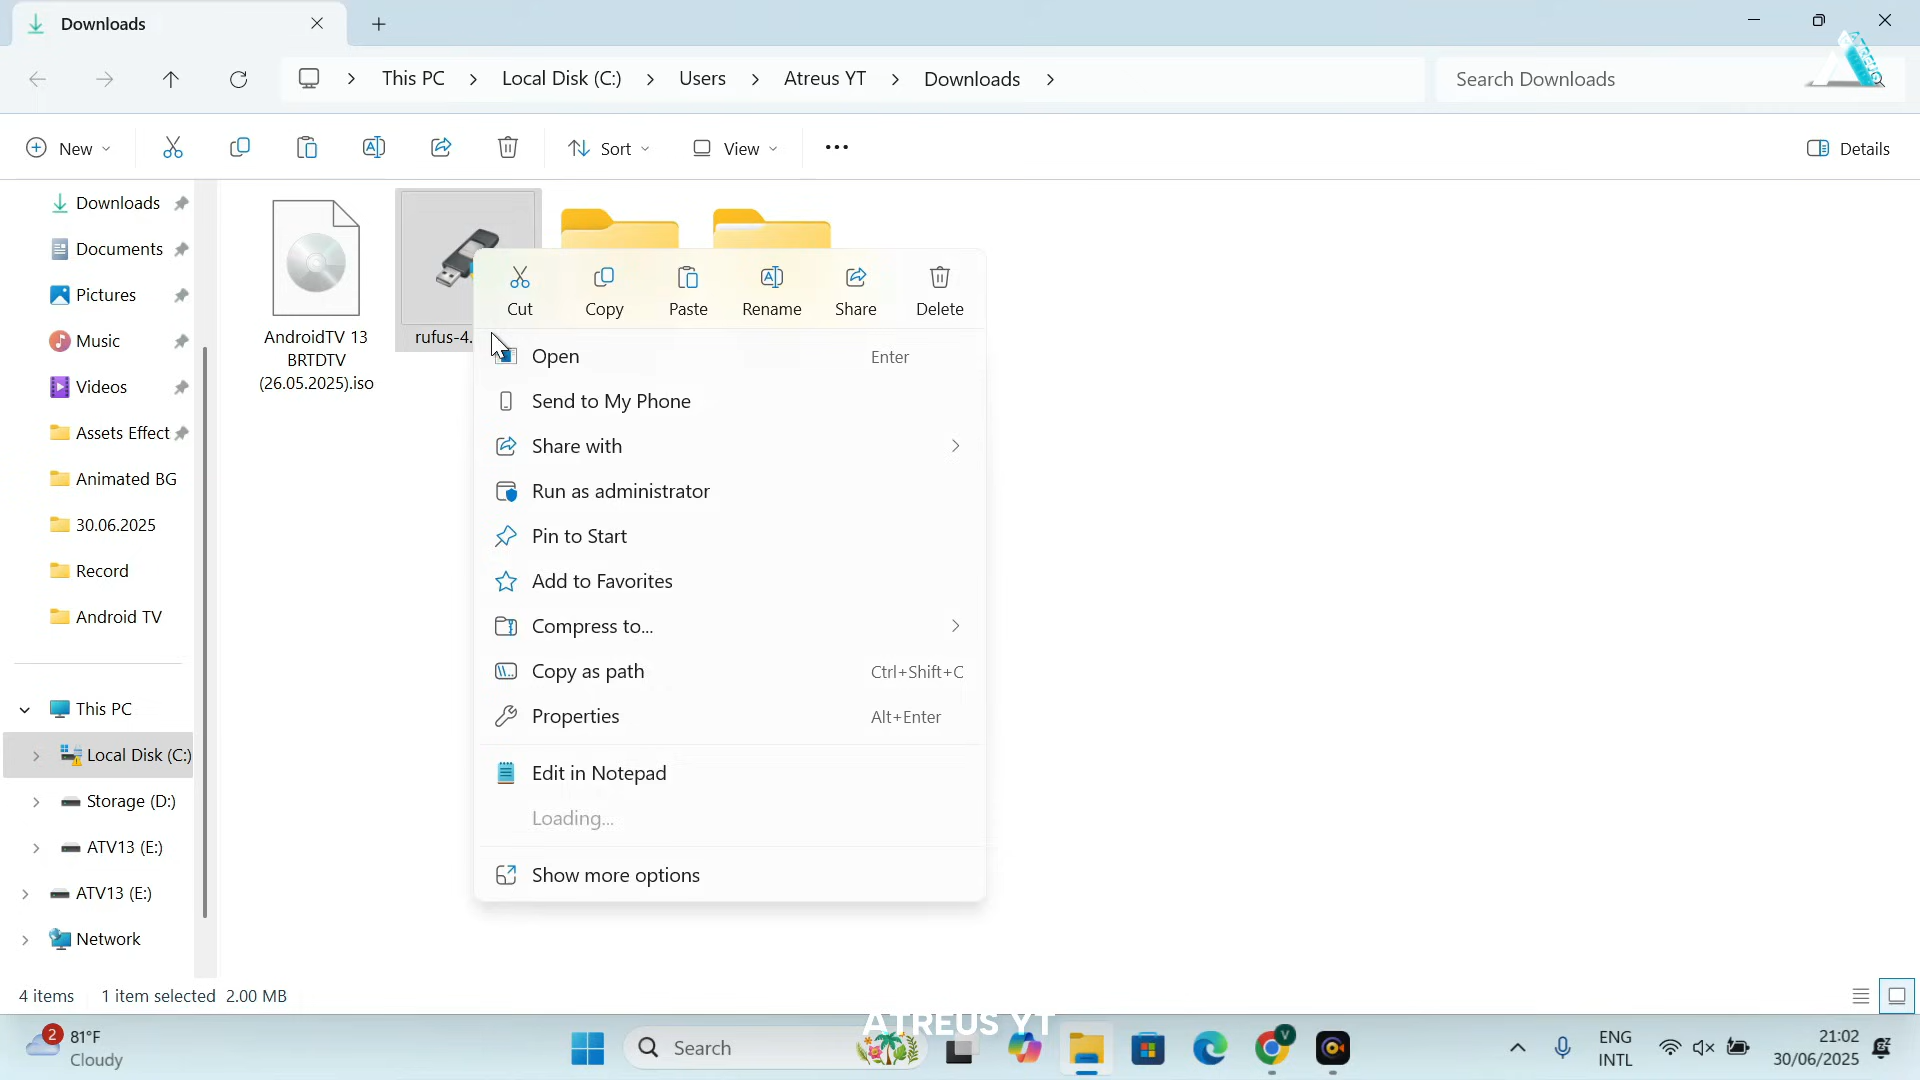 Downloads
This PC
Local Disk (C:)
Users
Atreus YT
Downloads
Search Downloads
New
Sort
View
Details
Downloads
Documents
Pictures
Music
Videos
Assets Effect
Animated BG
30.06.2025
Record
Android TV
This PC
Local Disk (C:)
Storage (D:)
ATV13 (E:)
ATV13 (E:)
Network
AndroidTV 13
BRTDTV
(26.05.2025).iso
rufus-4.
Cut
Copy
Paste
Rename
Share
Delete
Open Enter
Send to My Phone
Share with
Run as administrator
Pin to Start
Add to Favorites
Compress to...
Copy as path Ctrl+Shift+C
Properties Alt+Enter
Edit in Notepad
Loading...
Show more options
4 items 1 item selected 2.00 MB
ATREUS YT
2
81°F
Cloudy
Search
V
ENG
INTL
21:02
30/06/2025